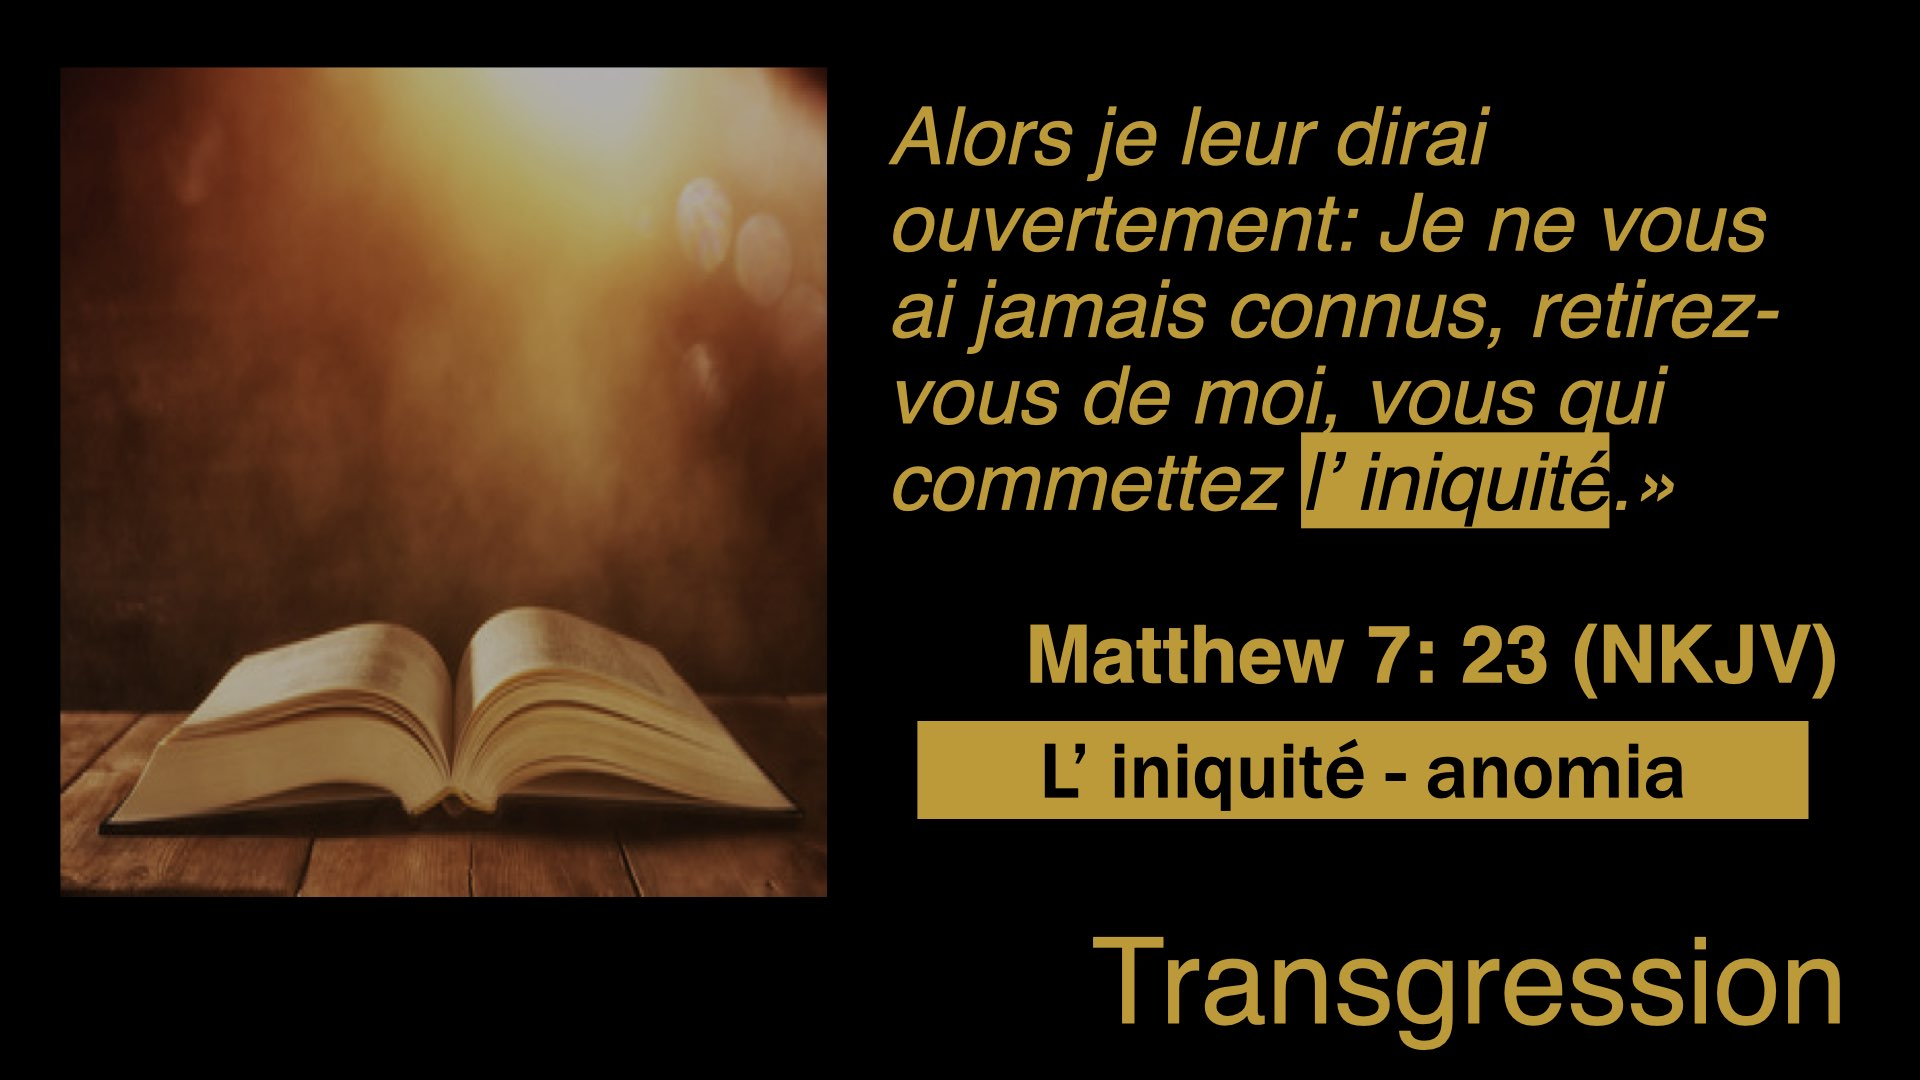 Alors je leur dirai
ouvertement: Je ne vous
ai jamais connus, retirez-
vous de moi, vous qui
commettez l’ iniquité.»
Matthew 7: 23 (NKJV)
L’ iniquité - anomia
Transgression